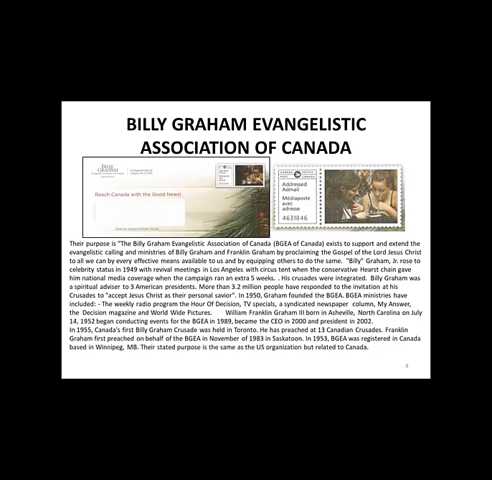 BILLY GRAHAM EVANGELISTIC
ASSOCIATION OF CANADA
BILLY
GRAHAM
Reach Canada with the Good News!
Addressed
Admail
Médiaposte
avec
adresse
4631846
Their purpose is "The Billy Graham Evangelistic Association of Canada (BGEA of Canada) exists to support and extend the
evangelistic calling and ministries of Billy Graham and Franklin Graham by proclaiming the Gospel of the Lord Jesus Christ
to all we can by every effective means available to us and by equipping others to do the same. "Billy" Graham, Jr. rose to
celebrity status in 1949 with revival meetings in Los Angeles with circus tent when the conservative Hearst chain gave
him national media coverage when the campaign ran an extra 5 weeks. . His crusades were integrated. Billy Graham was
a spiritual adviser to 3 American presidents. More than 3.2 million people have responded to the invitation at his
Crusades to "accept Jesus Christ as their personal savior". In 1950, Graham founded the BGEA. BGEA ministries have
included: - The weekly radio program the Hour Of Decision, TV specials, a syndicated newspaper column, My Answer,
the Decision magazine and World Wide Pictures. William Franklin Graham III born in Asheville, North Carolina on July
14, 1952 began conducting events for the BGEA in 1989, became the CEO in 2000 and president in 2002.
In 1955, Canada's first Billy Graham Crusade was held in Toronto. He has preached at 13 Canadian Crusades. Franklin
Graham first preached on behalf of the BGEA in November of 1983 in Saskatoon. In 1953, BGEA was registered in Canada
based in Winnipeg, MB. Their stated purpose is the same as the US organization but related to Canada.
4